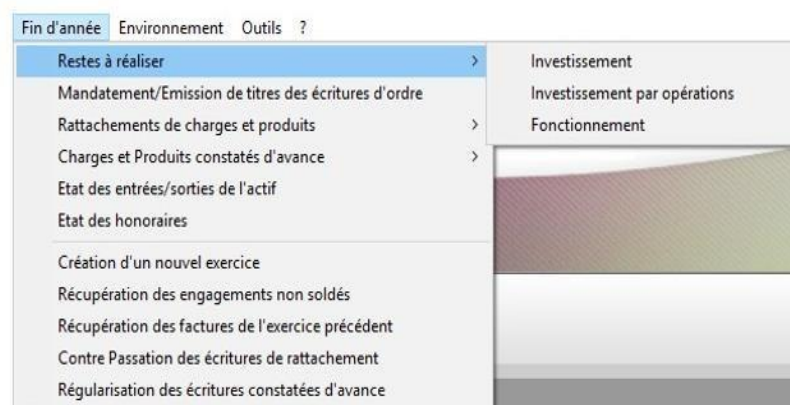 Fin d'année Environnement Outils ?
Restes à réaliser >
Mandatement/Emission de titres des écritures d'ordre
Rattachements de charges et produits >
Charges et Produits constatés d'avance >
Etat des entrées/sorties de l'actif
Etat des honoraires
Création d'un nouvel exercice
Récupération des engagements non soldés
Récupération des factures de l'exercice précédent
Contre Passation des écritures de rattachement
Régularisation des écritures constatées d'avance
Investissement
Investissement par opérations
Fonctionnement